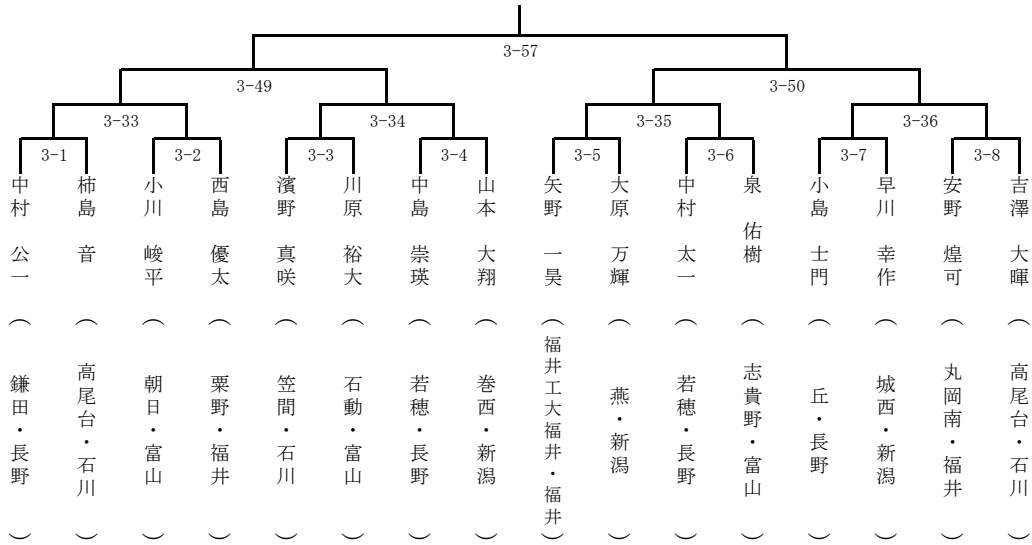 3-57
3-49
3-50
3-33
3-34
3-35
3-36
3-1
3-2
3-3
3-4
3-5
3-6
3-7
3-8
中村 公一（鎌田・長野）
柿島 音（高尾台・石川）
小川 峻平（朝日・富山）
西島 優太（粟野・福井）
濱野 真咲（笠間・石川）
川原 裕大（石動・富山）
中島 崇瑛（若穂・長野）
山本 大翔（巻西・新潟）
矢野 一昊（福井工大福井・福井）
大原 万輝（燕・新潟）
中村 太一（若穂・長野）
泉 佑樹（志貴野・富山）
小島 士門（丘・長野）
早川 幸作（城西・新潟）
安野 煌可（丸岡南・福井）
吉澤 大暉（高尾台・石川）